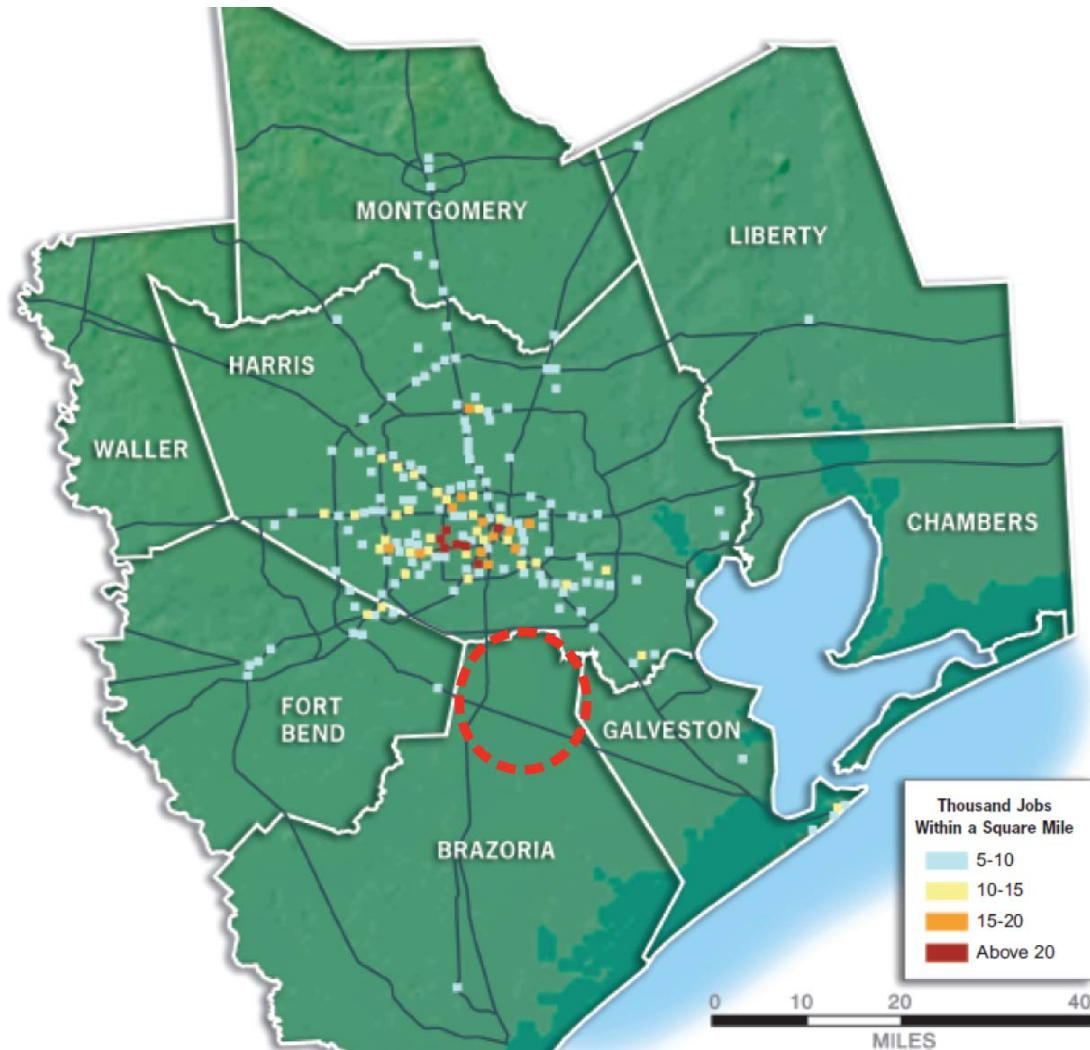 MONTGOMERY
LIBERTY
HARRIS
WALLER
CHAMBERS
FORT
BEND
GALVESTON
BRAZORIA
Thousand Jobs
Within a Square Mile
5-10
10-15
15-20
Above 20
0 10 20 40
MILES